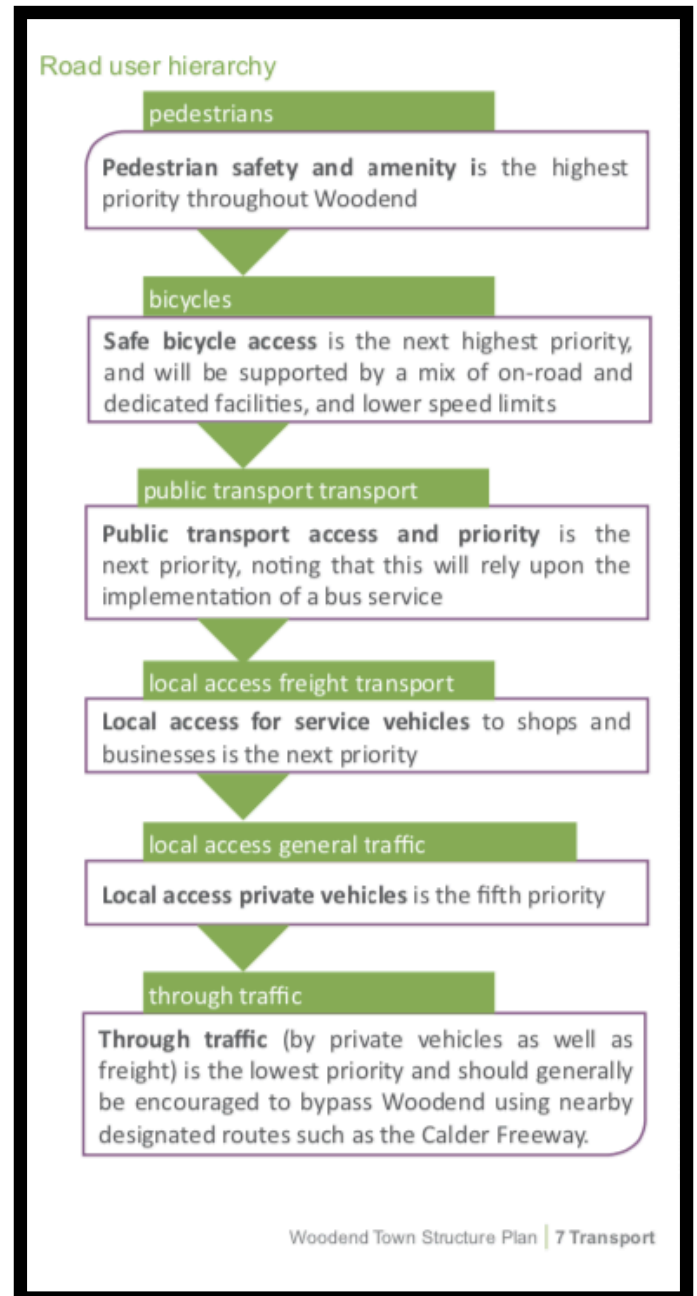 Road user hierarchy
pedestrians
Pedestrian safety and amenity is the highest
priority throughout Woodend
bicycles
Safe bicycle access is the next highest priority,
and will be supported by a mix of on-road and
dedicated facilities, and lower speed limits
public transport transport
Public transport access and priority is the
next priority, noting that this will rely upon the
implementation of a bus service
local access freight transport
Local access for service vehicles to shops and
businesses is the next priority
local access general traffic
Local access private vehicles is the fifth priority
through traffic
Through traffic (by private vehicles as well as
freight) is the lowest priority and should generally
be encouraged to bypass Woodend using nearby
designated routes such as the Calder Freeway.
Woodend Town Structure Plan | 7 Transport